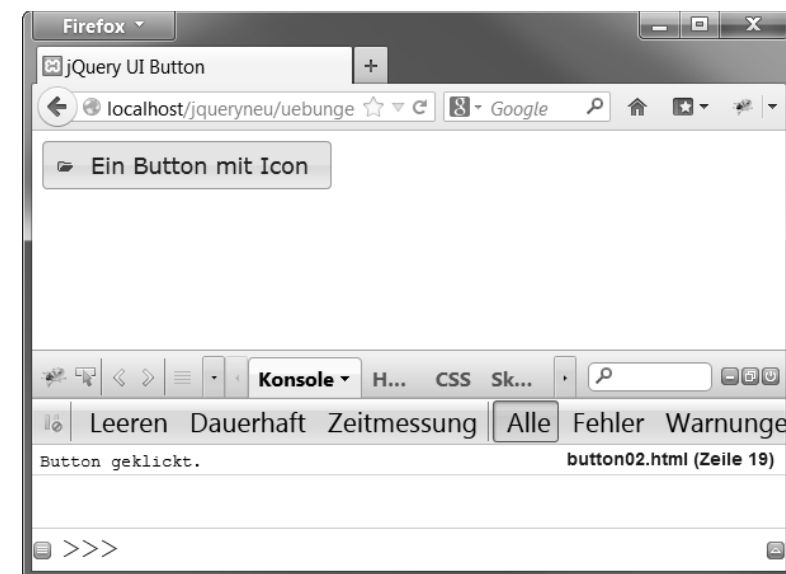 Firefox
jQuery UI Button
+
localhost/jqueryneu/uebunge
8
Google
Ein Button mit Icon
Konsole
H...
CSS
Sk...
Leeren
Dauerhaft
Zeitmessung
Alle
Fehler
Warnunge
Button geklickt.
button02.html (Zeile 19)
>>>